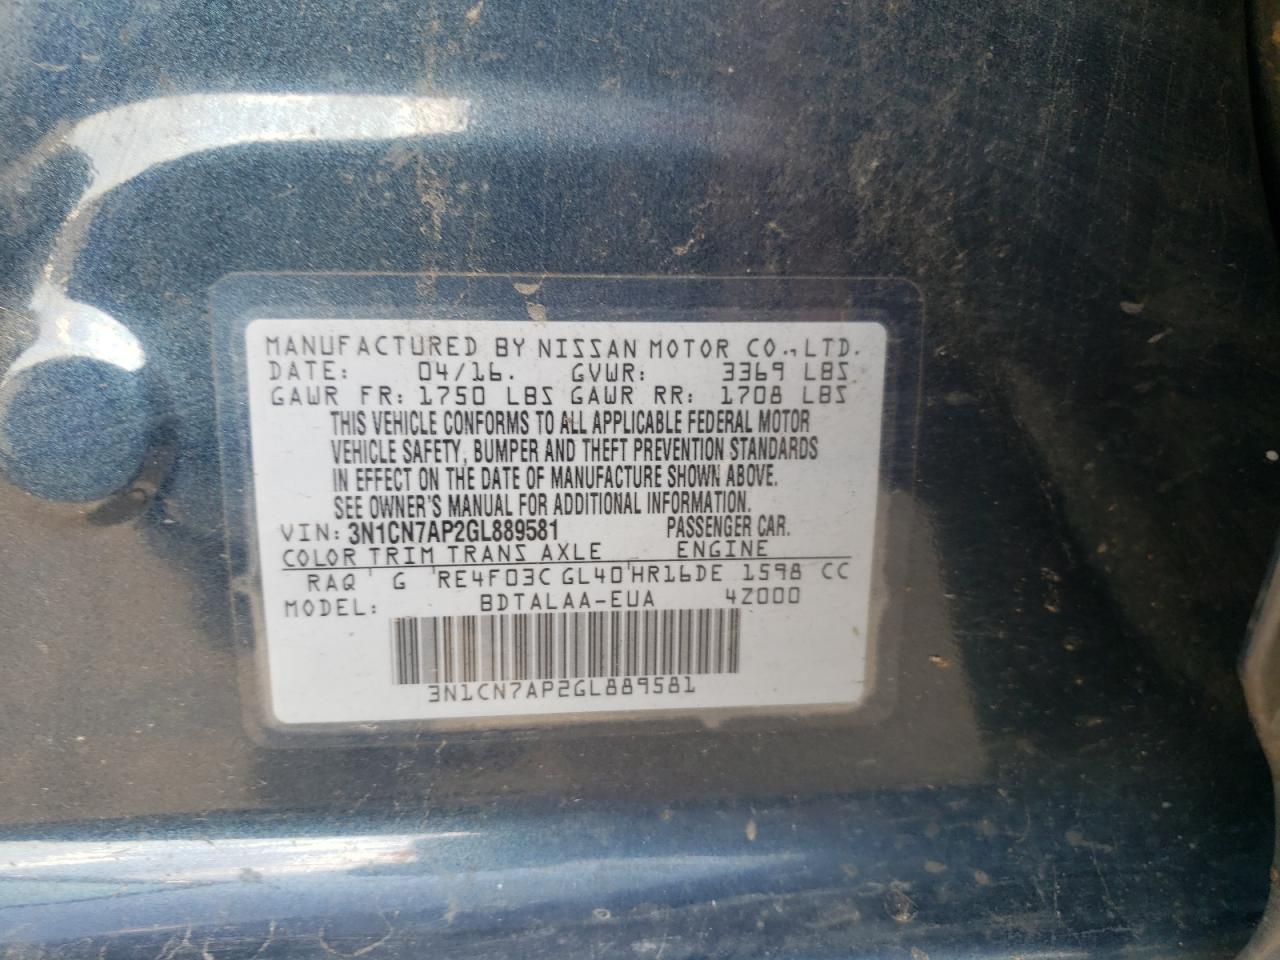 MANUFACTURED BY NISSAN MOTOR CO., LTD.
DATE: 04/16. GVWR: 3369 LBS
GAWR FR: 1750 LBS GAWR RR: 1708 LBS
THIS VEHICLE CONFORMS TO ALL APPLICABLE FEDERAL MOTOR
VEHICLE SAFETY, BUMPER AND THEFT PREVENTION STANDARDS
IN EFFECT ON THE DATE OF MANUFACTURE SHOWN ABOVE.
SEE OWNER'S MANUAL FOR ADDITIONAL INFORMATION.
VIN: 3N1CN7AP2GL889581 PASSENGER CAR.
COLOR TRIM TRANS AXLE ENGINE
RAQ G RE4F03C GL40 HR16DE 1598 CC
MODEL: BDTALAA-EUA 4Z000
3N1CN7AP2GL889581